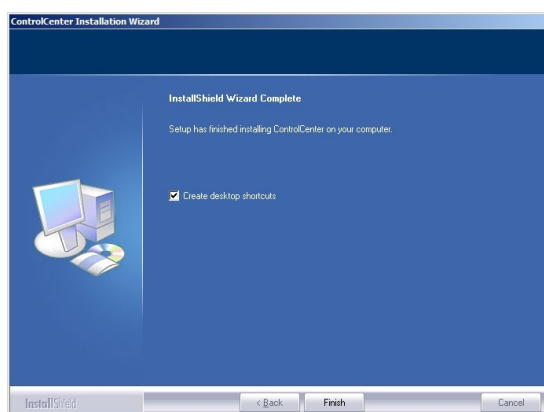 ControlCenter Installation Wizard
InstallShield Wizard Complete
Setup has finished installing ControlCenter on your computer.
Create desktop shortcuts
InstallShield
< Back
Finish
Cancel